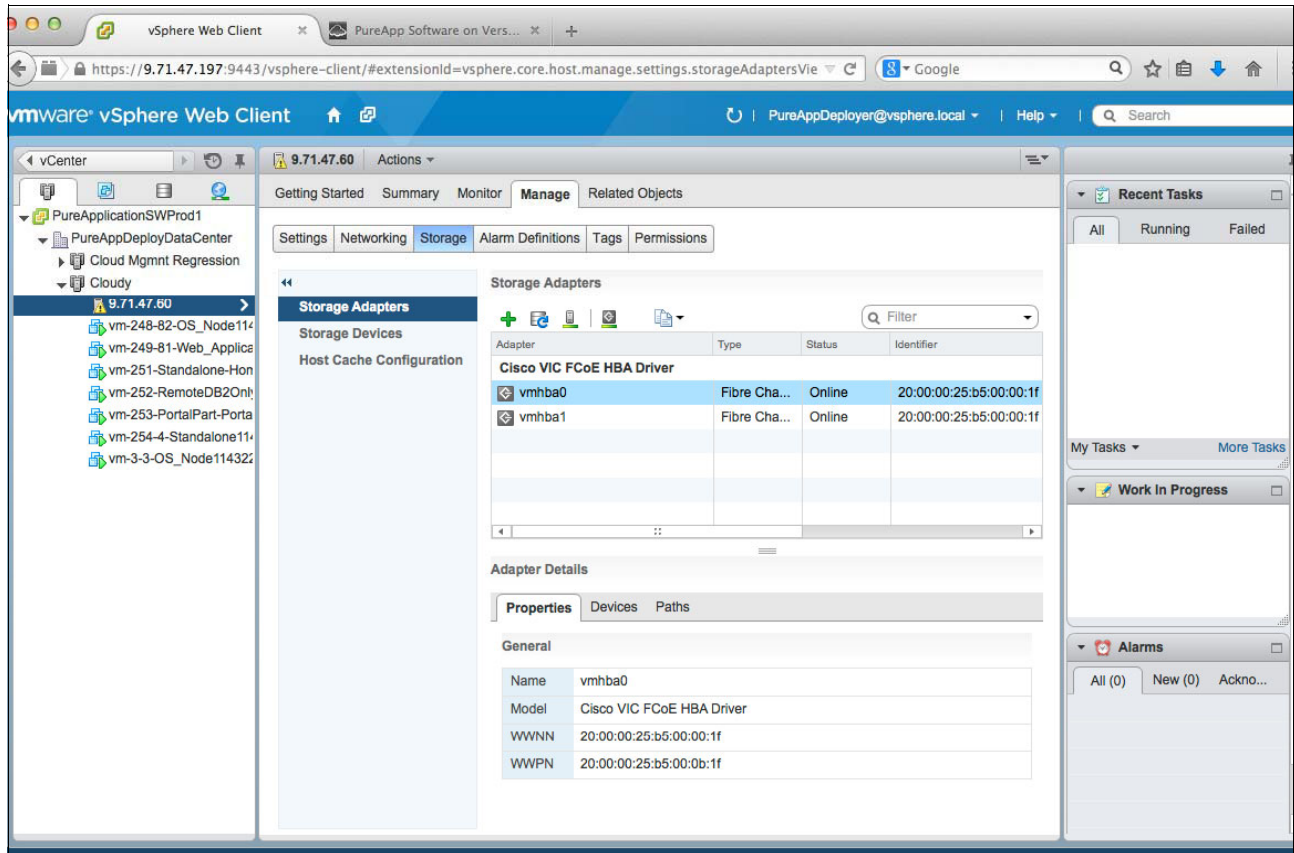 vSphere Web Client
PureApp Software on Vers...
https://9.71.47.197:9443/vsphere-client/#extensionId=vsphere.core.host.manage.settings.storageAdaptersVie
Google
vmware® vSphere Web Client
PureAppDeployer@vsphere.local
Help
Search
vCenter
PureApplicationSWProd1
PureAppDeployDataCenter
Cloud Mgmnt Regression
Cloudy
9.71.47.60
vm-248-82-OS_Node114
vm-249-81-Web_Applica
vm-251-Standalone-Hon
vm-252-RemoteDB2Only
vm-253-PortalPart-Porta
vm-254-4-Standalone114
vm-3-3-OS_Node114322
9.71.47.60 Actions
Getting Started Summary Monitor Manage Related Objects
Settings Networking Storage Alarm Definitions Tags Permissions
Storage Adapters
Storage Devices
Host Cache Configuration
Storage Adapters
Filter
Adapter Type Status Identifier
Cisco VIC FCoE HBA Driver
vmhba0 Fibre Cha... Online 20:00:00:25:b5:00:00:1f
vmhba1 Fibre Cha... Online 20:00:00:25:b5:00:00:1f
Adapter Details
Properties Devices Paths
General
Name vmhba0
Model Cisco VIC FCoE HBA Driver
WWNN 20:00:00:25:b5:00:00:1f
WWPN 20:00:00:25:b5:00:0b:1f
Recent Tasks
All Running Failed
My Tasks More Tasks
Work In Progress
Alarms
All (0) New (0) Ackno...